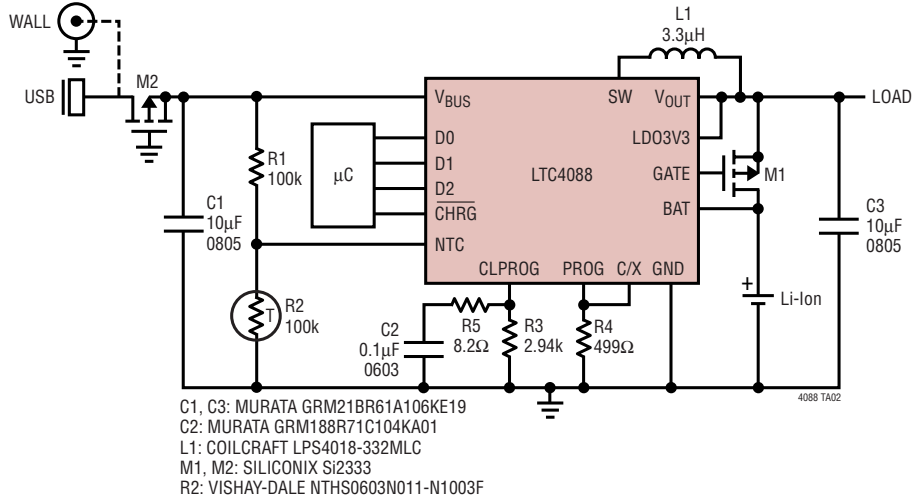 WALL
USB
M2
L1
3.3µH
VBUS
SW
VOUT
LOAD
D0
D1
D2
CHRG
µC
LDO3V3
LTC4088
GATE
M1
BAT
R1
100k
C1
10µF
0805
NTC
C3
10µF
0805
CLPROG
PROG
C/X
GND
T
R2
100k
+
Li-Ion
C2
0.1µF
0603
R5
8.2Ω
R3
2.94k
R4
499Ω
4088 TA02
C1, C3: MURATA GRM21BR61A106KE19
C2: MURATA GRM188R71C104KA01
L1: COILCRAFT LPS4018-332MLC
M1, M2: SILICONIX Si2333
R2: VISHAY-DALE NTHS0603N011-N1003F